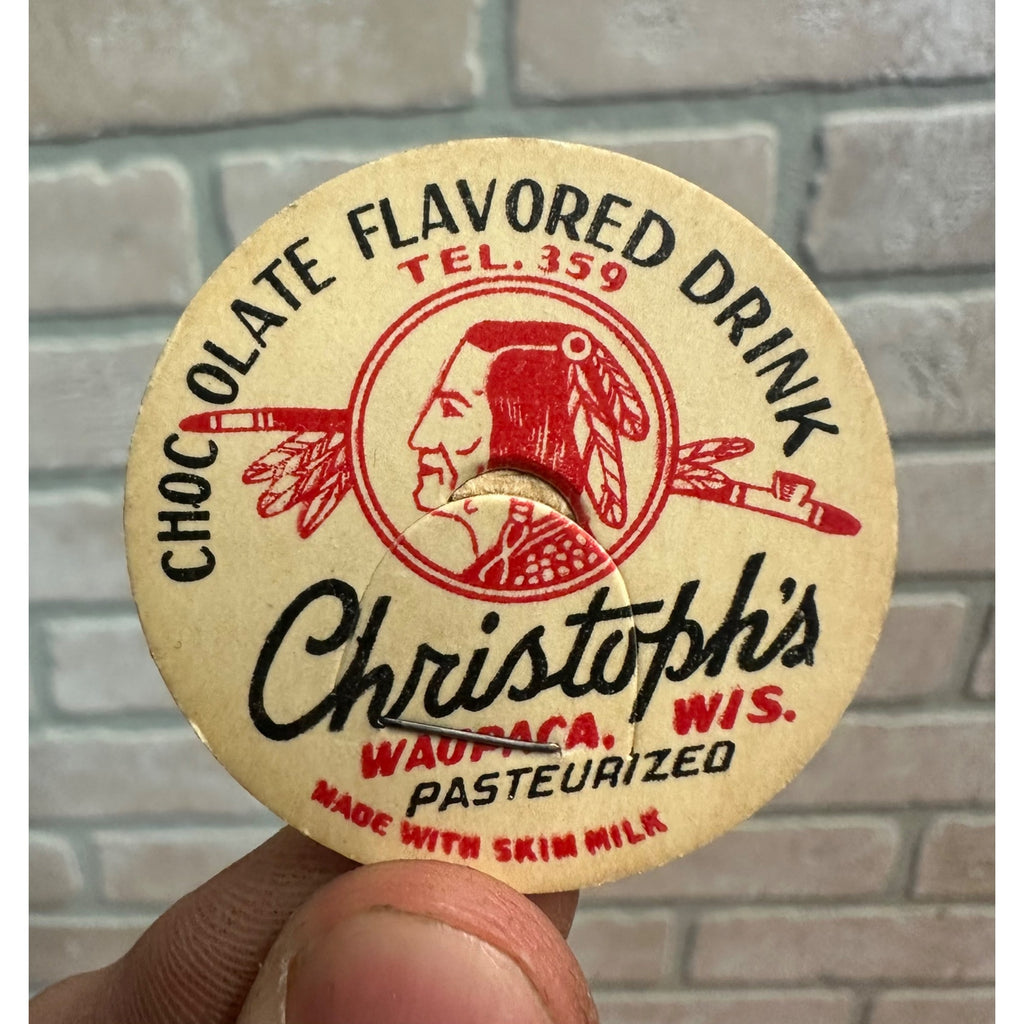 CHOCOLATE FLAVORED DRINK
TEL. 359
Christoph's
WAUPACA, WIS.
PASTEURIZED
MADE WITH SKIM MILK